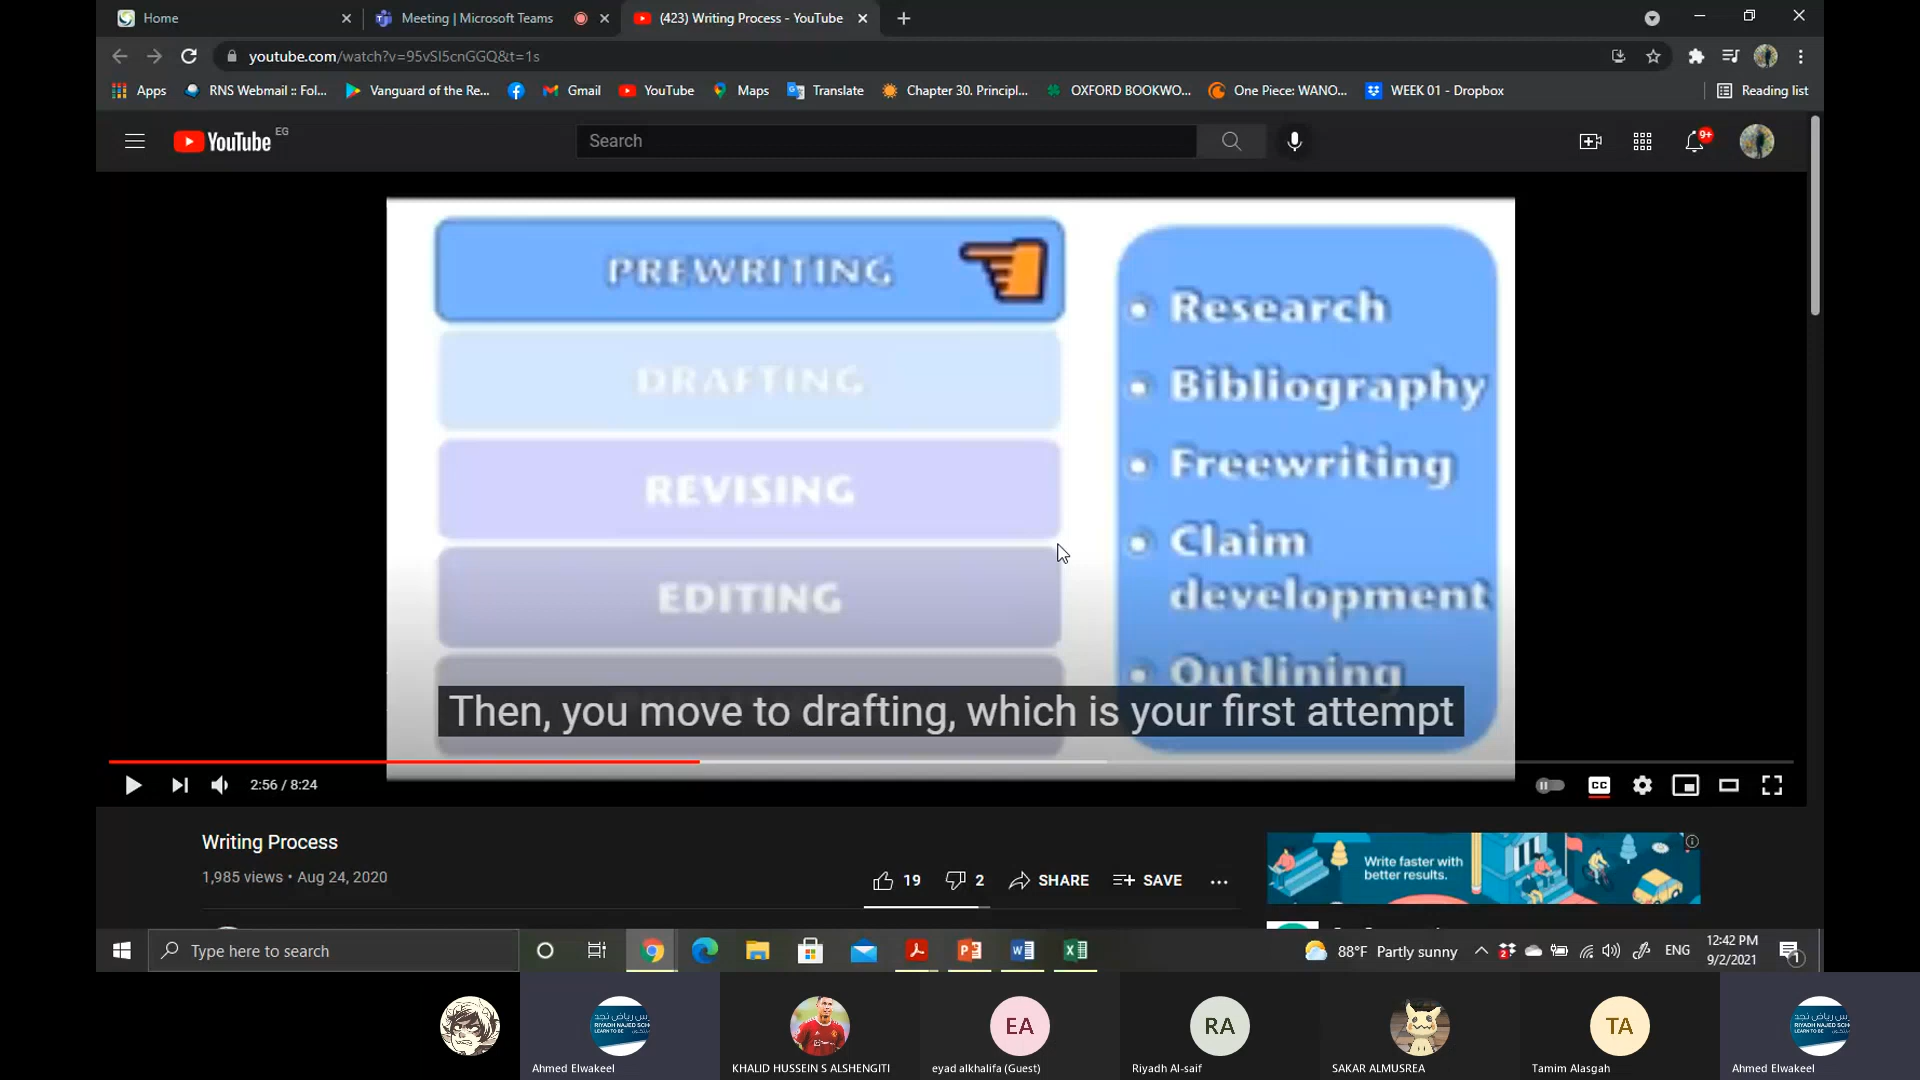 Home
Meeting | Microsoft Teams
(423) Writing Process - YouTube
youtube.com/watch?v=95vSI5cnGGQ&t=1s
Apps
RNS Webmail :: Fol...
Vanguard of the Re...
Gmail
YouTube
Maps
Translate
Chapter 30. Principl...
OXFORD BOOKWO...
One Piece: WANO...
WEEK 01 - Dropbox
Reading list
YouTube EG
Search
9+
PREWRITING
DRAFTING
REVISING
EDITING
• Research
• Bibliography
• Freewriting
• Claim
development
• Outlining
Then, you move to drafting, which is your first attempt
2:56 / 8:24
CC
Writing Process
1,985 views • Aug 24, 2020
19
2
SHARE
SAVE
Write faster with
better results.
Type here to search
88°F Partly sunny
ENG
12:42 PM
9/2/2021
1
EA
RA
TA
Ahmed Elwakeel
KHALID HUSSEIN S ALSHENGITI
eyad alkhalifa (Guest)
Riyadh Al-saif
SAKAR ALMUSREA
Tamim Alasgah
Ahmed Elwakeel